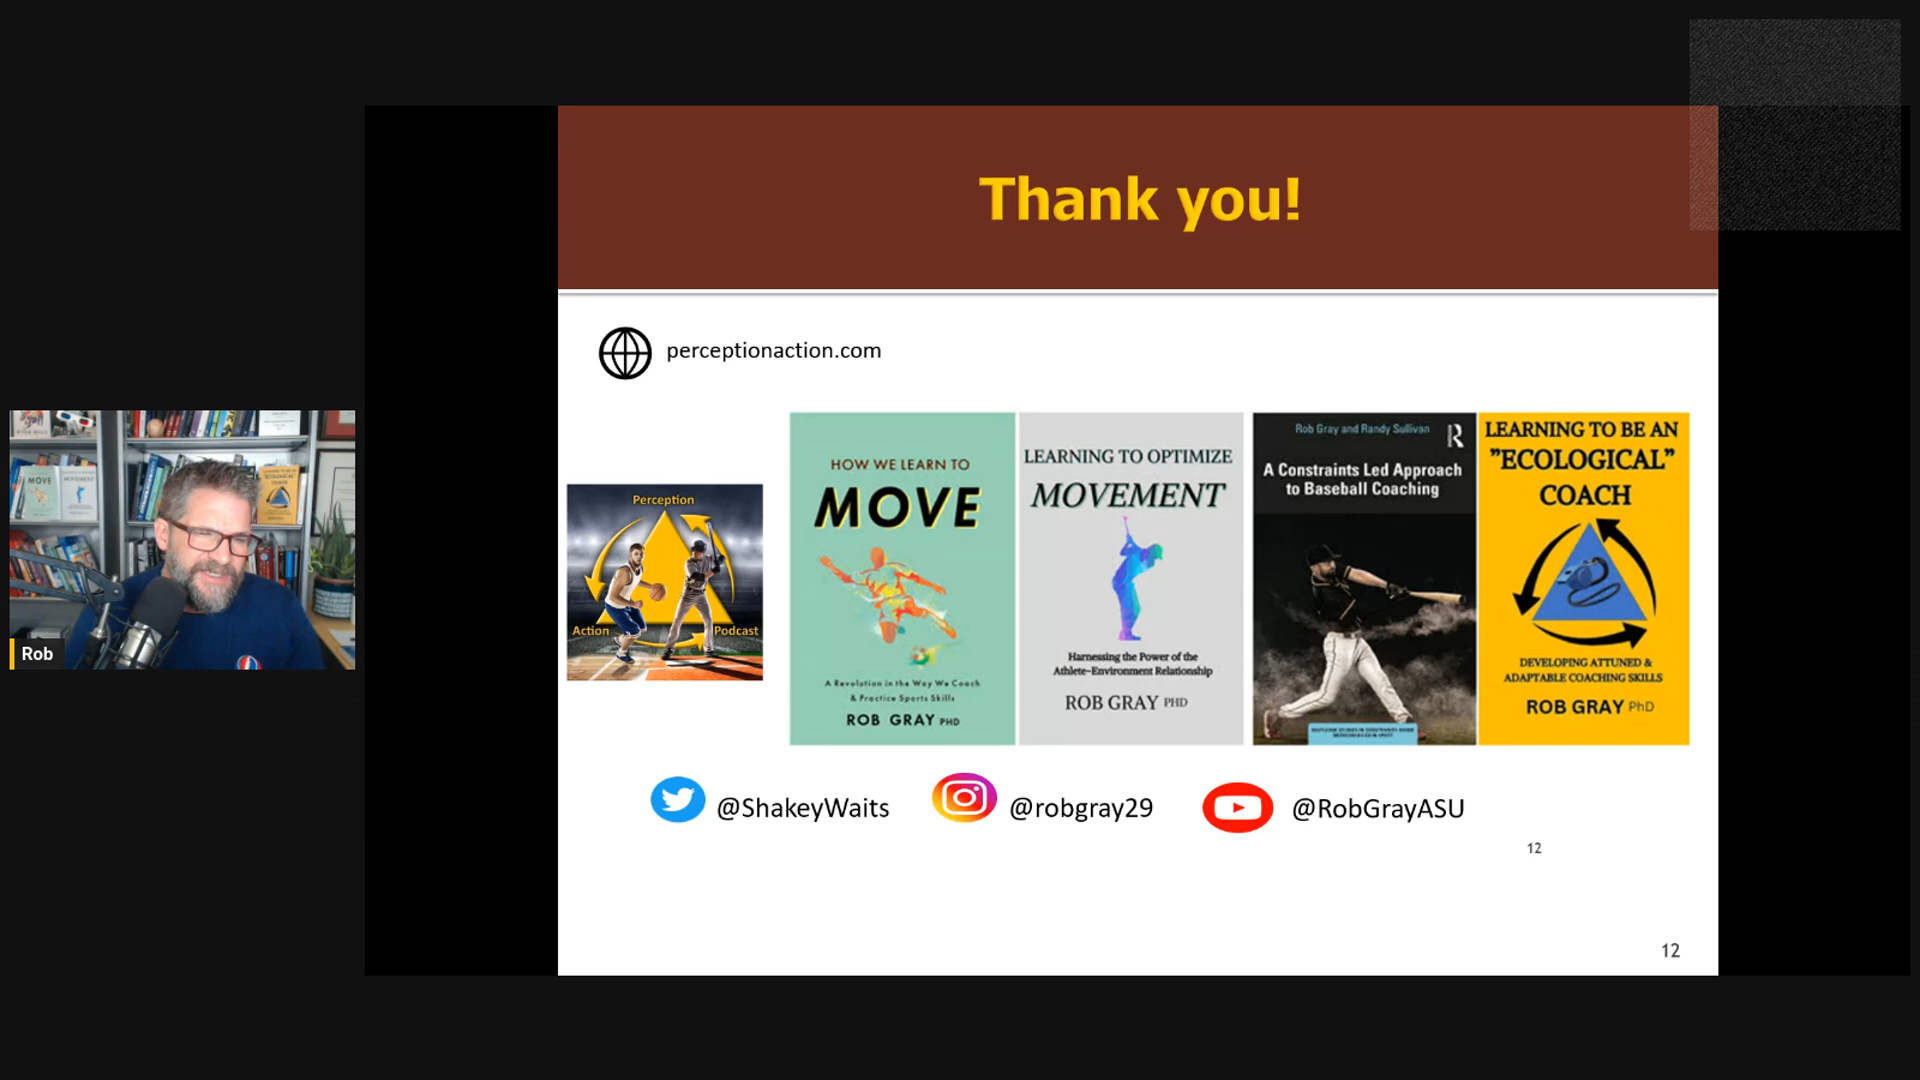 Thank you!
perceptionaction.com
Perception
Action
Podcast
HOW WE LEARN TO
MOVE
A Revolution in the Way We Coach
& Practice Sports Skills
ROB GRAY PHD
LEARNING TO OPTIMIZE
MOVEMENT
Harnessing the Power of the
Athlete-Environment Relationship
ROB GRAY PHD
Rob Gray and Randy Sullivan
R
A Constraints Led Approach
to Baseball Coaching
LEARNING TO BE AN
"ECOLOGICAL"
COACH
DEVELOPING ATTUNED &
ADAPTABLE COACHING SKILLS
ROB GRAY PhD
MOVE
MOVEMENT
Rob
@ShakeyWaits
@robgray29
@RobGrayASU
12
12